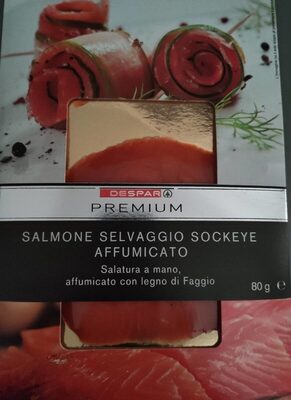 DESPAR
PREMIUM
SALMONE SELVAGGIO SOCKEYE
AFFUMICATO
Salatura a mano,
affumicato con legno di Faggio
80 g e